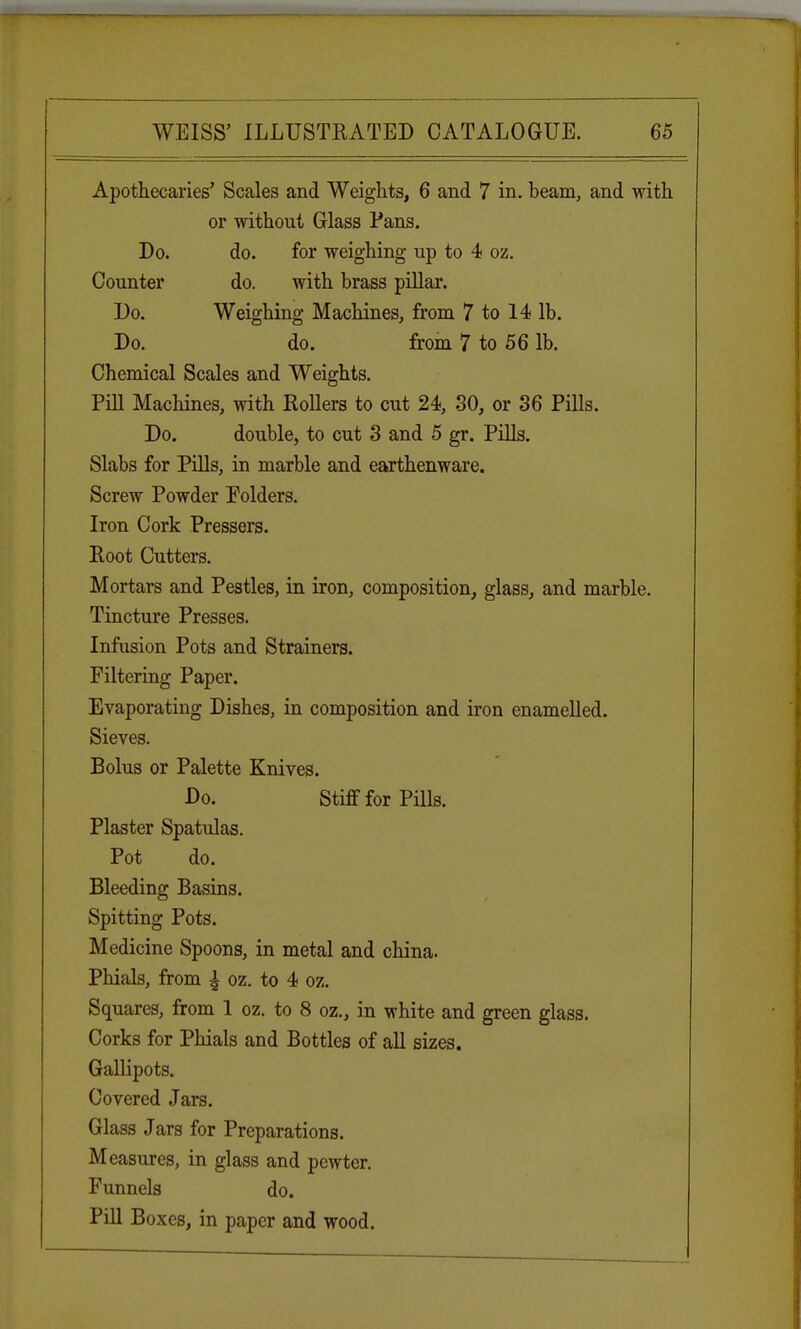 WEISS’ ILLUSTRATED CATALOGUE. 65
Apothecaries’ Scales and Weights, 6 and 7 in. beam, and with
or without Glass Pans.
Do. do. for weighing up to 4 oz.
Counter do. with brass pillar.
Do. Weighing Machines, from 7 to 14 lb.
Do. do. from 7 to 56 lb.
Chemical Scales and Weights.
Pill Machines, with Rollers to cut 24, 30, or 36 Pills.
Do. double, to cut 3 and 5 gr. Pills.
Slabs for Pills, in marble and earthenware.
Screw Powder Folders.
Iron Cork Pressers.
Root Cutters.
Mortars and Pestles, in iron, composition, glass, and marble.
Tincture Presses.
Infusion Pots and Strainers.
Filtering Paper.
Evaporating Dishes, in composition and iron enamelled.
Sieves.
Bolus or Palette Knives.
Do. Stiff for Pills.
Plaster Spatulas.
Pot do.
Bleeding Basins.
Spitting Pots.
Medicine Spoons, in metal and china.
Phials, from ½ oz. to 4 oz.
Squares, from 1 oz. to 8 oz., in white and green glass.
Corks for Phials and Bottles of all sizes.
Gallipots.
Covered Jars.
Glass Jars for Preparations.
Measures, in glass and pewter.
Funnels do.
Pill Boxes, in paper and wood.